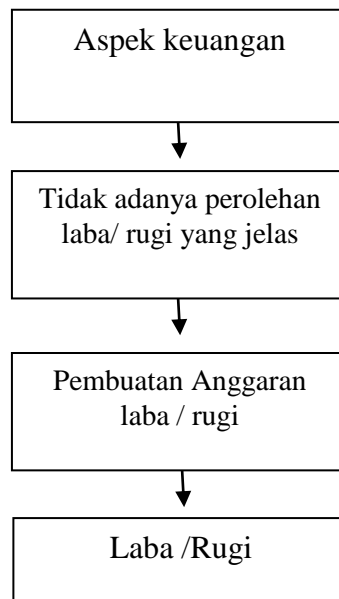 Aspek keuangan
Tidak adanya perolehan
laba/ rugi yang jelas
Pembuatan Anggaran
laba / rugi
Laba /Rugi